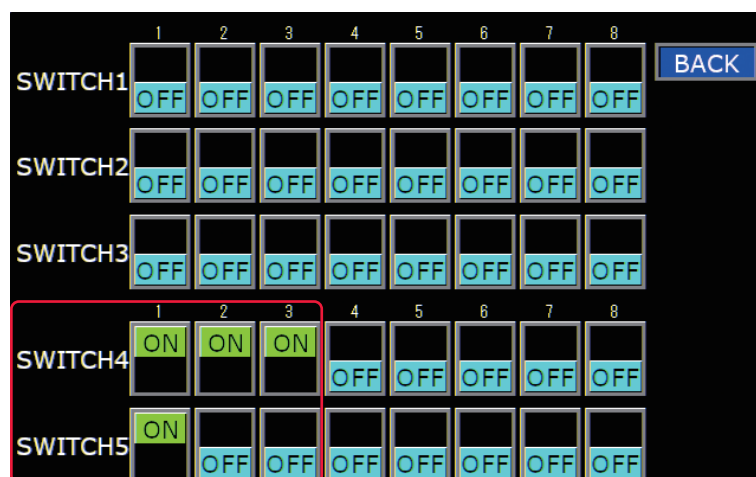 1 2 3 4 5 6 7 8
BACK
SWITCH1 OFF OFF OFF OFF OFF OFF OFF OFF
SWITCH2 OFF OFF OFF OFF OFF OFF OFF OFF
SWITCH3 OFF OFF OFF OFF OFF OFF OFF OFF
1 2 3 4 5 6 7 8
SWITCH4 ON ON ON OFF OFF OFF OFF OFF
SWITCH5 ON OFF OFF OFF OFF OFF OFF OFF